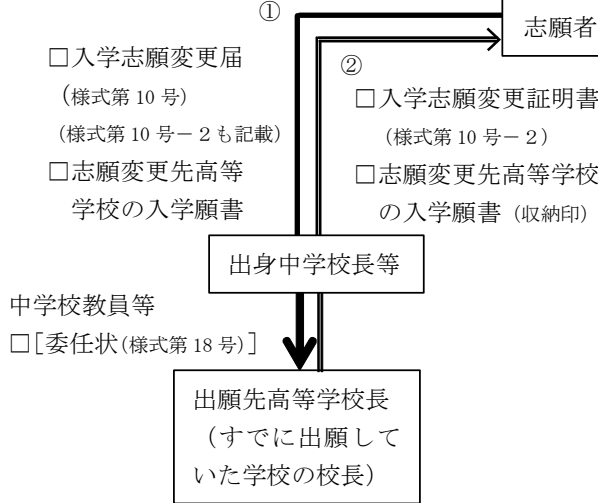 ①
志願者
□入学志願変更届
(様式第 10 号)
(様式第 10 号－２も記載)
□志願変更先高等
学校の入学願書
②
□入学志願変更証明書
(様式第 10 号－２)
□志願変更先高等学校
の入学願書 (収納印)
出身中学校長等
中学校教員等
□[委任状(様式第 18 号)]
出願先高等学校長
（すでに出願して
いた学校の校長）